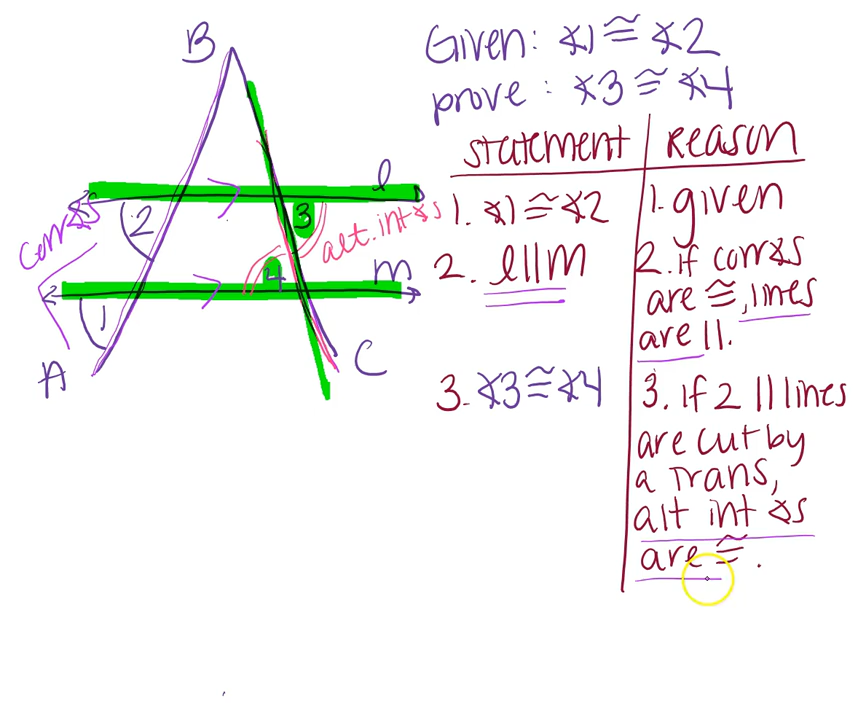 B
Given: ∡1 ≅ ∡2
prove : ∡3 ≅ ∡4
statement
Reason
l
1. ∡1 ≅ ∡2
1. given
2
3
corr ∡s
alt. int ∡s
2. l || m
2. if corr ∡s
are ≅, lines
are ||.
4
m
1
A
C
3. ∡3 ≅ ∡4
3. if 2 || lines
are cut by
a Trans,
alt int ∡s
are ≅.